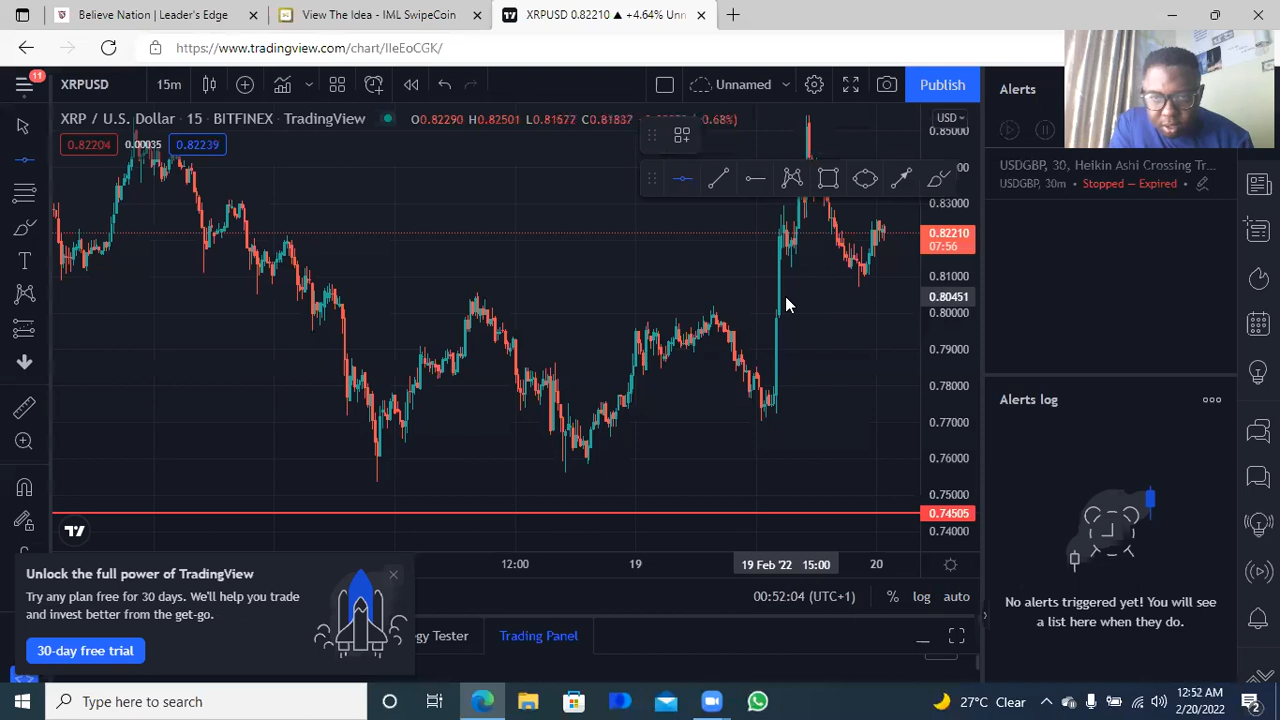 Believe Nation | Leader's Edge
View The Idea - IML SwipeCoin
XRPUSD 0.82210 ▲ +4.64% Unn
https://www.tradingview.com/chart/IIeEoCGK/
11
XRPUSD
15m
Unnamed
Publish
Alerts
XRP / U.S. Dollar · 15 · BITFINEX · TradingView
O0.82290 H0.82501 L0.81572
USD
0.82204
0.00035
0.82239
0.85000
0.83000
0.82210
07:56
0.81000
0.80451
0.80000
0.79000
0.78000
0.77000
0.76000
0.75000
0.74505
0.74000
USDGBP, 30, Heikin Ashi Crossing Tr...
USDGBP, 30m • Stopped — Expired
Alerts log
No alerts triggered yet! You will see
a list here when they do.
12:00
19
19 Feb '22 15:00
20
Unlock the full power of TradingView
Try any plan free for 30 days. We'll help you trade
and invest better from the get-go.
30-day free trial
00:52:04 (UTC+1)
%
log
auto
gy Tester
Trading Panel
Type here to search
27°C Clear
12:52 AM
2/20/2022
2